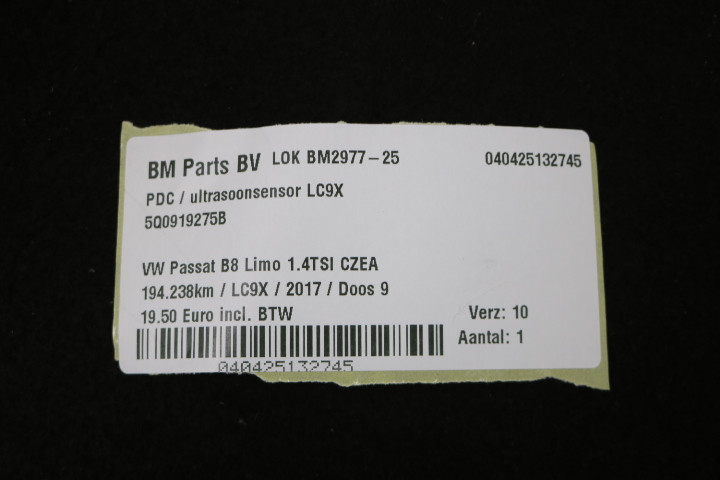 BM Parts BV LOK BM2977-25 040425132745
PDC / ultrasoonsensor LC9X
5Q0919275B
VW Passat B8 Limo 1.4TSI CZEA
194.238km / LC9X / 2017 / Doos 9
19.50 Euro incl. BTW Verz: 10
Aantal: 1
040425132745